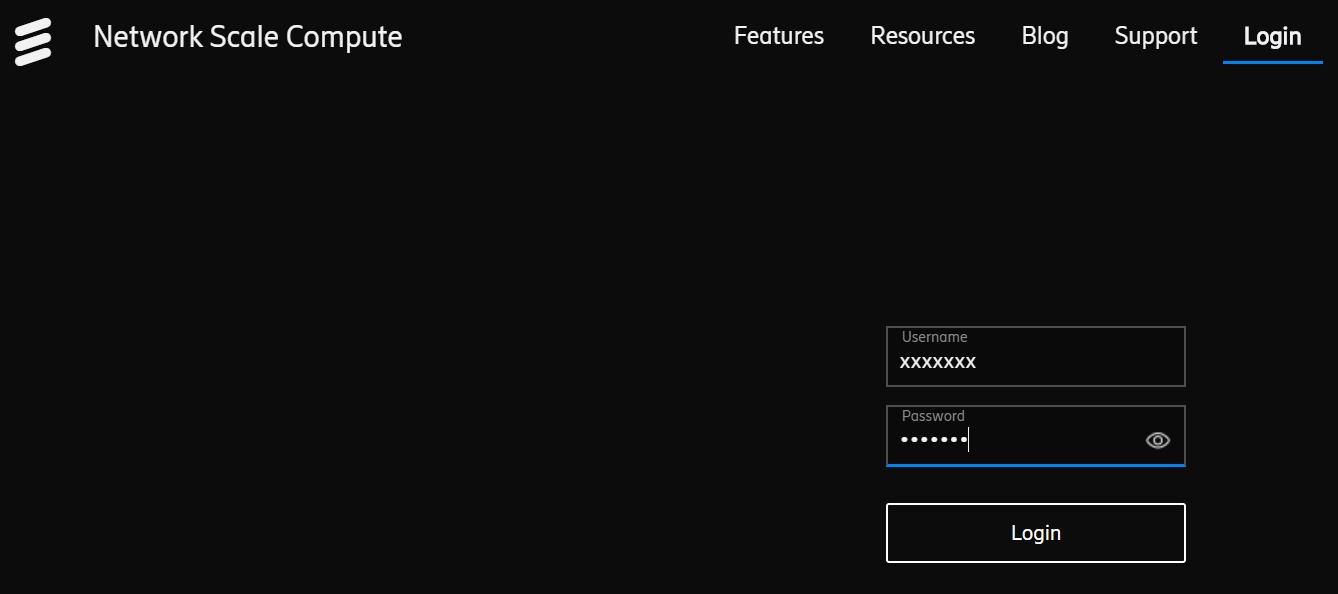 Network Scale Compute
Features Resources Blog Support Login
Username
xxxxxxx
Password
•••••••
Login